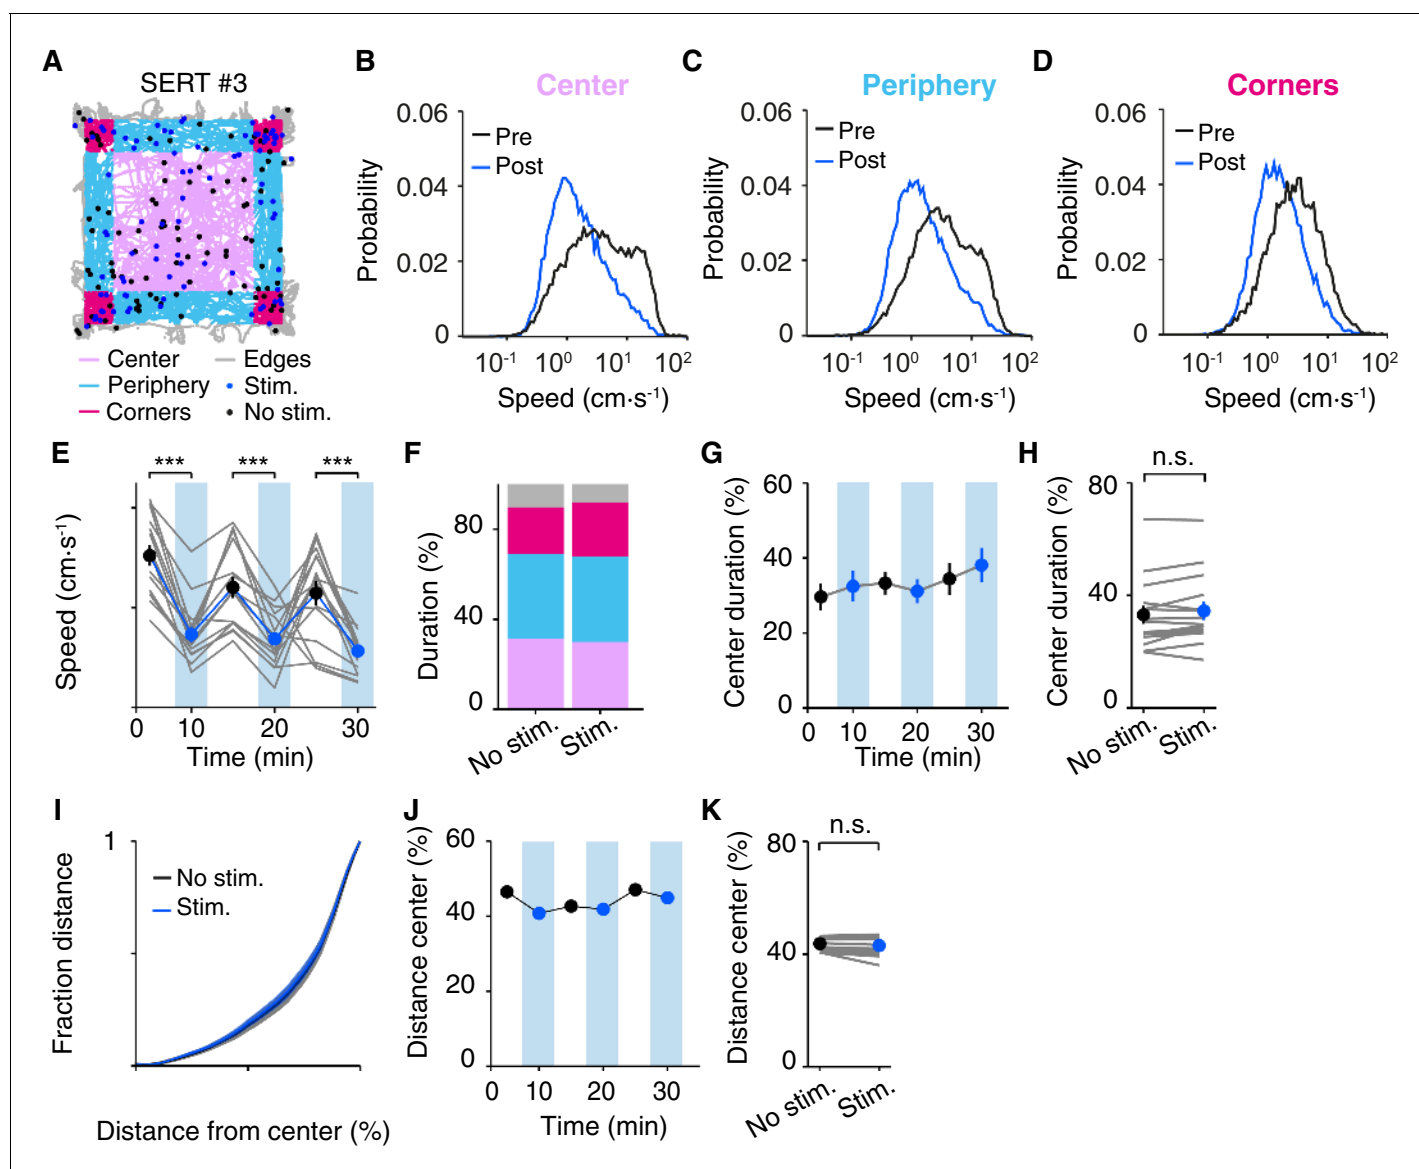 A
SERT #3
Center
Periphery
Corners
Edges
Stim.
No stim.
B
Center
0.06
0.04
0.02
0
Probability
Pre
Post
10⁻¹ 10⁰ 10¹ 10²
Speed (cm·s⁻¹)
C
Periphery
0.06
0.04
0.02
0
Probability
Pre
Post
10⁻¹ 10⁰ 10¹ 10²
Speed (cm·s⁻¹)
D
Corners
0.06
0.04
0.02
0
Probability
Pre
Post
10⁻¹ 10⁰ 10¹ 10²
Speed (cm·s⁻¹)
E
*** *** ***
Speed (cm·s⁻¹)
0 10 20 30
Time (min)
F
80
40
0
Duration (%)
No stim. Stim.
G
60
40
20
0
Center duration (%)
0 10 20 30
Time (min)
H
n.s.
80
40
0
Center duration (%)
No stim. Stim.
I
1
Fraction distance
No stim.
Stim.
Distance from center (%)
J
60
40
20
0
Distance center (%)
0 10 20 30
Time (min)
K
n.s.
80
40
0
Distance center (%)
No stim. Stim.